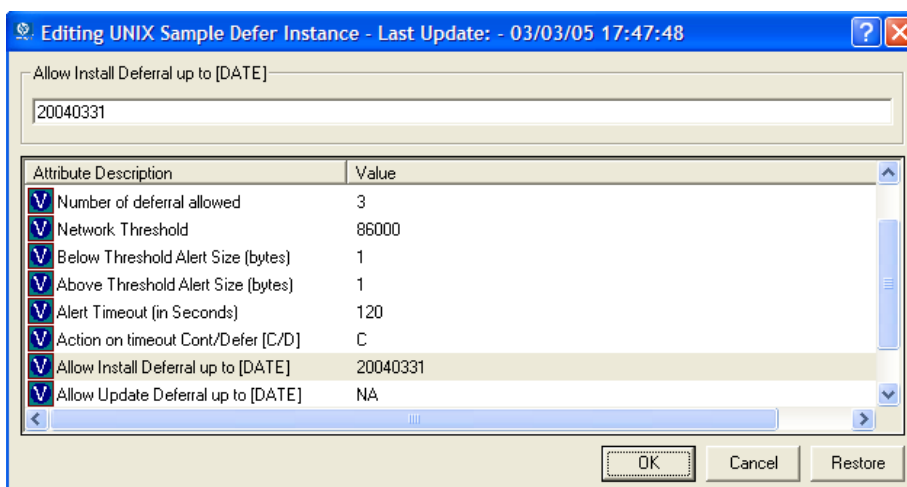 Editing UNIX Sample Defer Instance - Last Update: - 03/03/05 17:47:48
Allow Install Deferral up to [DATE]
20040331
Attribute Description Value
V Number of deferral allowed 3
V Network Threshold 86000
V Below Threshold Alert Size (bytes) 1
V Above Threshold Alert Size (bytes) 1
V Alert Timeout (in Seconds) 120
V Action on timeout Cont/Defer [C/D] C
V Allow Install Deferral up to [DATE] 20040331
V Allow Update Deferral up to [DATE] NA
OK Cancel Restore